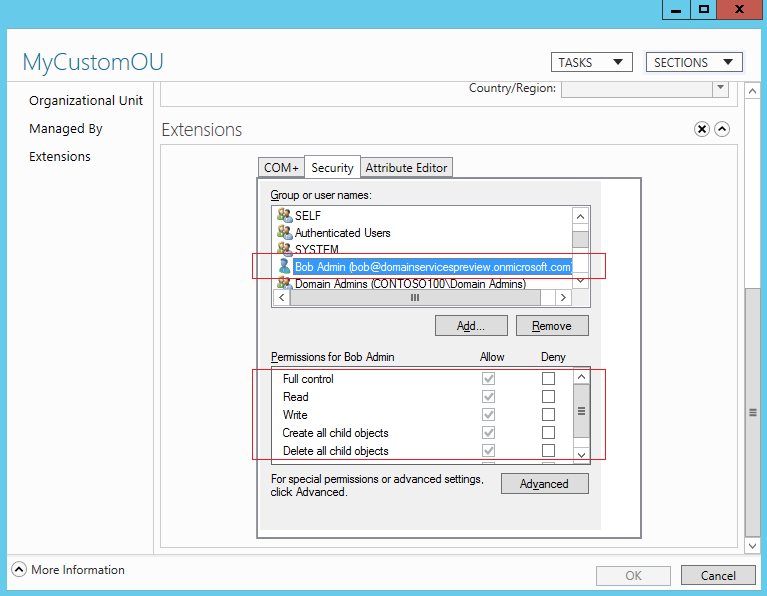 MyCustomOU
TASKS
SECTIONS
Organizational Unit
Managed By
Extensions
Country/Region:
Extensions
COM+ Security Attribute Editor
Group or user names:
SELF
Authenticated Users
SYSTEM
Bob Admin (bob@domainservicespreview.onmicrosoft.com)
Domain Admins (CONTOSO100\Domain Admins)
Add...
Remove
Permissions for Bob Admin Allow Deny
Full control
Read
Write
Create all child objects
Delete all child objects
For special permissions or advanced settings,
click Advanced.
Advanced
More Information
OK
Cancel